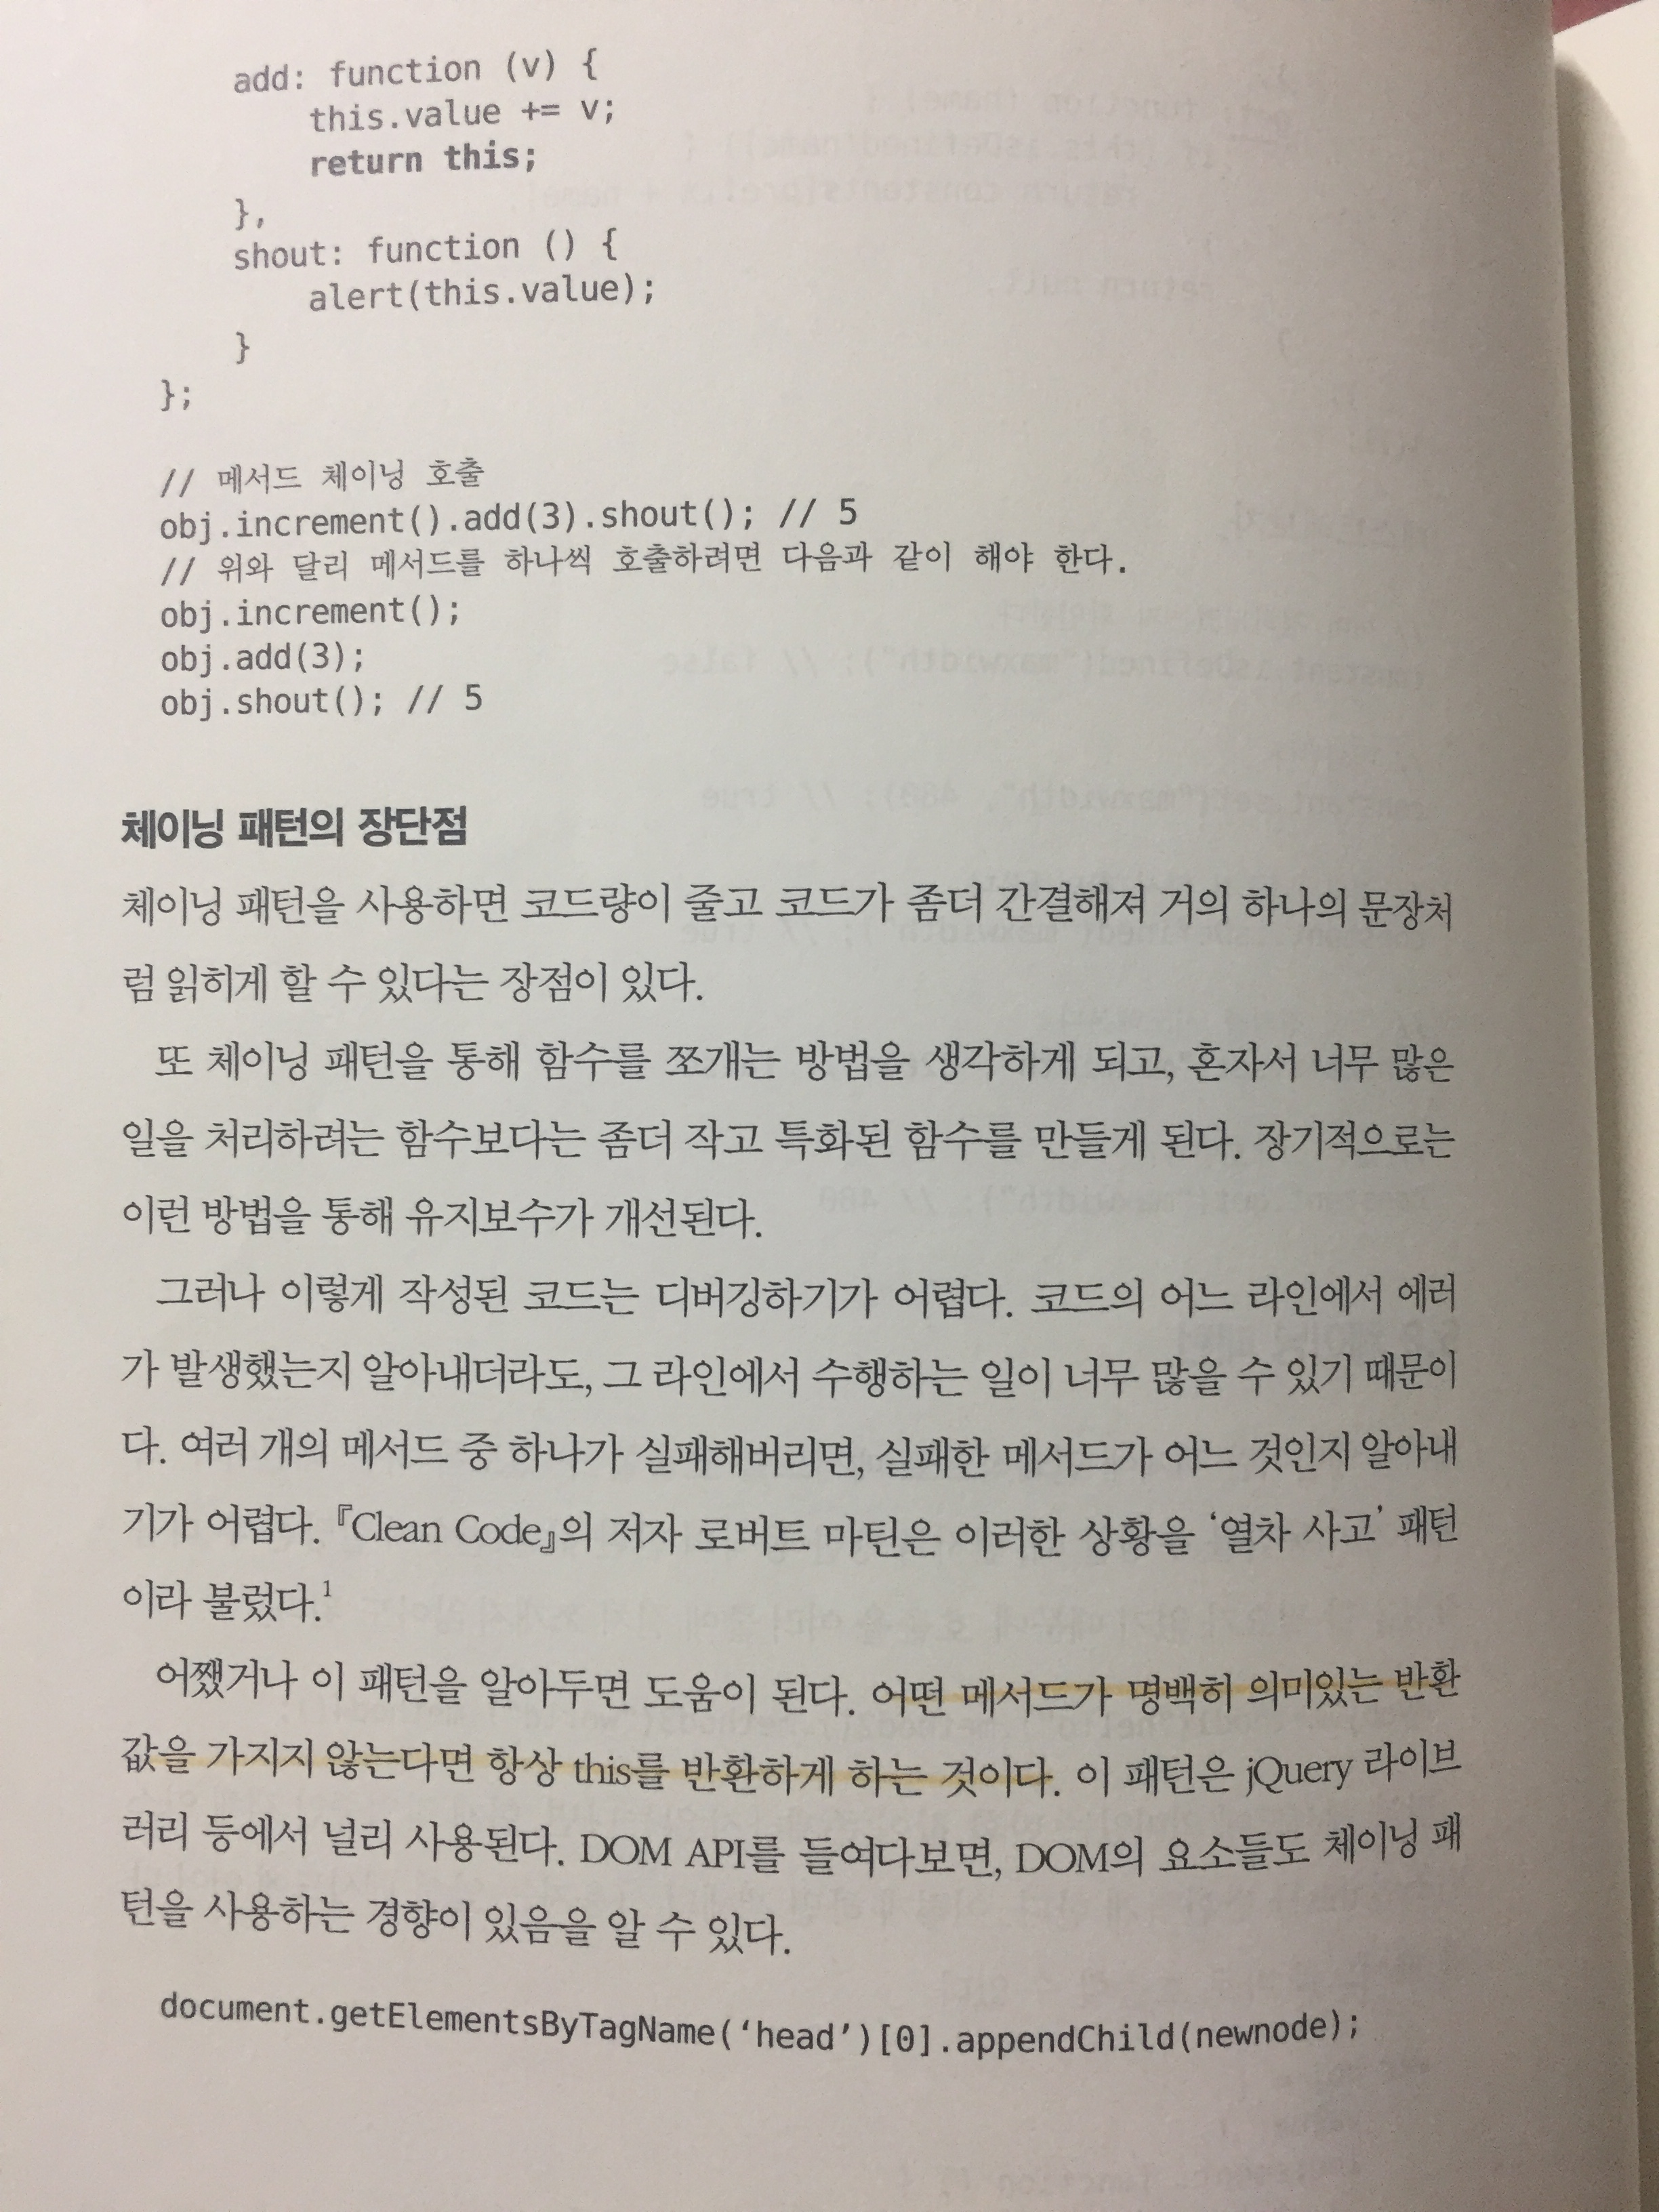 add: function (v) {
this.value += v;
return this;
},
shout: function () {
alert(this.value);
}
};
// 메서드 체이닝 호출
obj.increment().add(3).shout(); // 5
// 위와 달리 메서드를 하나씩 호출하려면 다음과 같이 해야 한다.
obj.increment();
obj.add(3);
obj.shout(); // 5
체이닝 패턴의 장단점
체이닝 패턴을 사용하면 코드량이 줄고 코드가 좀더 간결해져 거의 하나의 문장처
럼 읽히게 할 수 있다는 장점이 있다.
또 체이닝 패턴을 통해 함수를 쪼개는 방법을 생각하게 되고, 혼자서 너무 많은
일을 처리하려는 함수보다는 좀더 작고 특화된 함수를 만들게 된다. 장기적으로는
이런 방법을 통해 유지보수가 개선된다.
그러나 이렇게 작성된 코드는 디버깅하기가 어렵다. 코드의 어느 라인에서 에러
가 발생했는지 알아내더라도, 그 라인에서 수행하는 일이 너무 많을 수 있기 때문이
다. 여러 개의 메서드 중 하나가 실패해버리면, 실패한 메서드가 어느 것인지 알아내
기가 어렵다. 『Clean Code』의 저자 로버트 마틴은 이러한 상황을 ‘열차 사고’ 패턴
이라 불렀다.1
어쨌거나 이 패턴을 알아두면 도움이 된다. 어떤 메서드가 명백히 의미있는 반환
값을 가지지 않는다면 항상 this를 반환하게 하는 것이다. 이 패턴은 jQuery 라이브
러리 등에서 널리 사용된다. DOM API를 들여다보면, DOM의 요소들도 체이닝 패
턴을 사용하는 경향이 있음을 알 수 있다.
document.getElementsByTagName(‘head’)[0].appendChild(newnode);